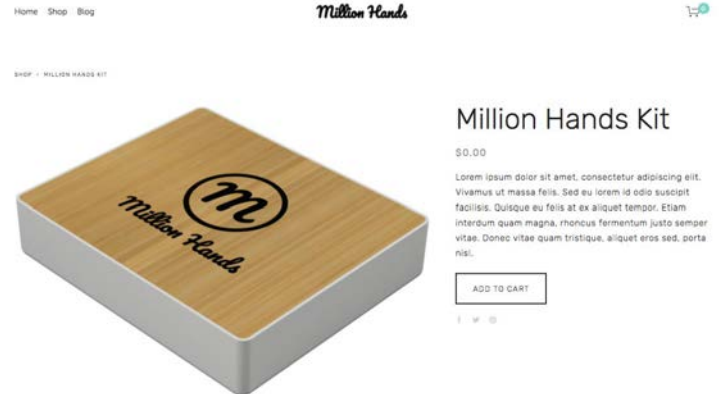 Home Shop Blog
Million Hands
0
SHOP › MILLION HANDS KIT
m
Million Hands
Million Hands Kit
$0.00
Lorem ipsum dolor sit amet, consectetur adipiscing elit.
Vivamus ut massa felis. Sed eu lorem id odio suscipit
facilisis. Quisque eu felis at ex aliquet tempor. Etiam
interdum quam magna, rhoncus fermentum justo semper
vitae. Donec vitae quam tristique, aliquet eros sed, porta
nisl.
ADD TO CART